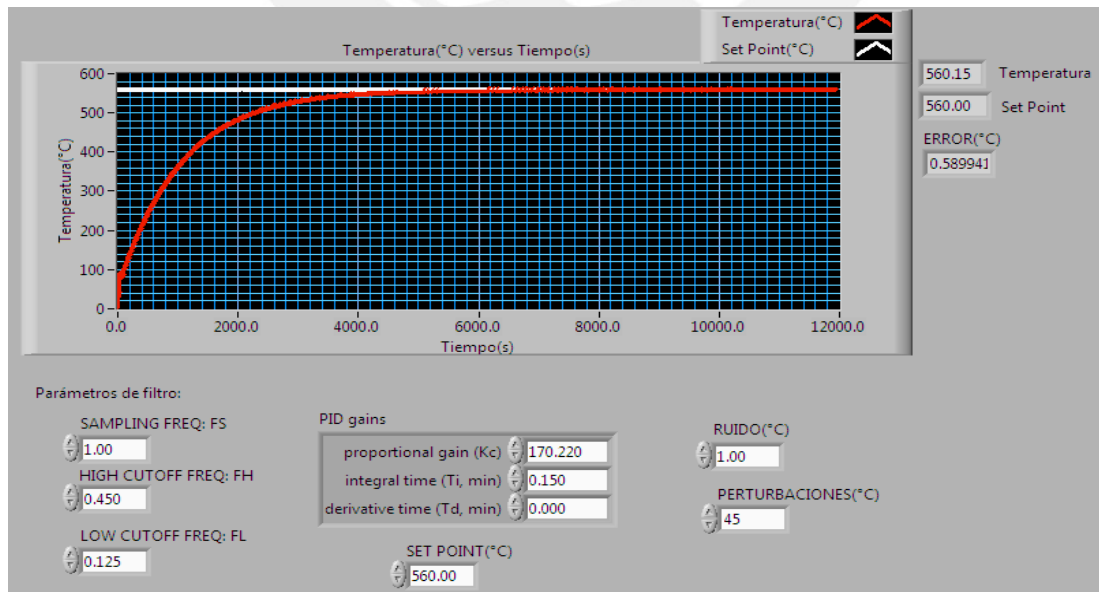 Temperatura(°C)
Temperatura(°C) versus Tiempo(s)
Set Point(°C)
600
500
400
300
200
100
0
Temperatura(°C)
0.0 2000.0 4000.0 6000.0 8000.0 10000.0 12000.0
Tiempo(s)
560.15 Temperatura
560.00 Set Point
ERROR(°C)
0.589941
Parámetros de filtro:
SAMPLING FREQ: FS
1.00
HIGH CUTOFF FREQ: FH
0.450
LOW CUTOFF FREQ: FL
0.125
PID gains
proportional gain (Kc) 170.220
integral time (Ti, min) 0.150
derivative time (Td, min) 0.000
SET POINT(°C)
560.00
RUIDO(°C)
1.00
PERTURBACIONES(°C)
45